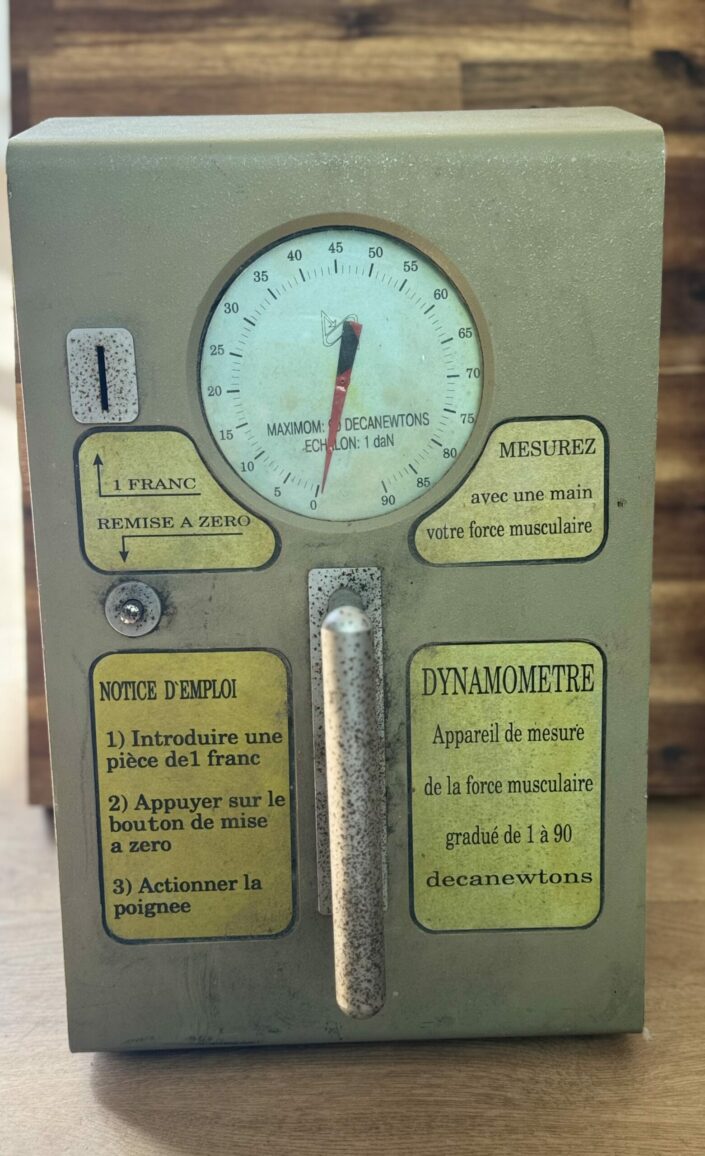 45
40 50
35 55
30 60
25 65
20 70
15 75
10 80
5 85
0 90
MAXIMOM: 90 DECANEWTONS
ECHELON: 1 daN
1 FRANC
REMISE A ZERO
MESUREZ
avec une main
votre force musculaire
NOTICE D'EMPLOI
1) Introduire une
pièce de1 franc
2) Appuyer sur le
bouton de mise
a zero
3) Actionner la
poignee
DYNAMOMETRE
Appareil de mesure
de la force musculaire
gradué de 1 à 90
decanewtons